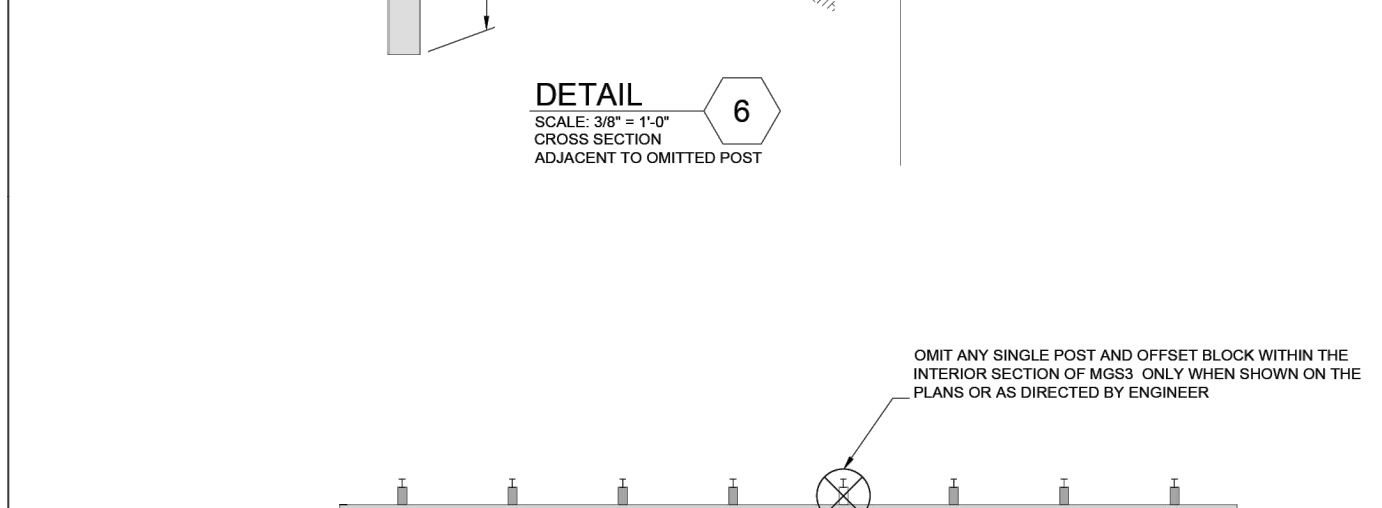 DETAIL
6
SCALE: 3/8" = 1'-0"
CROSS SECTION
ADJACENT TO OMITTED POST
OMIT ANY SINGLE POST AND OFFSET BLOCK WITHIN THE
INTERIOR SECTION OF MGS3 ONLY WHEN SHOWN ON THE
PLANS OR AS DIRECTED BY ENGINEER